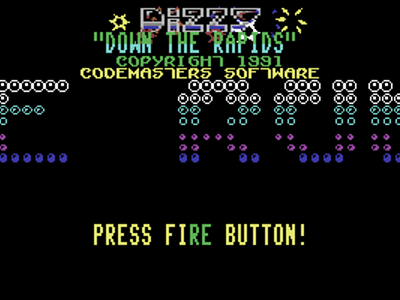 DIZZY
"DOWN THE RAPIDS"
COPYRIGHT 1991
CODEMASTERS SOFTWARE
PRESS FIRE BUTTON!